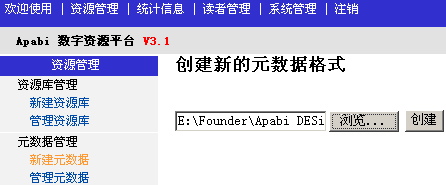 欢迎使用 | 资源管理 | 统计信息 | 读者管理 | 系统管理 | 注销
Apabi 数字资源平台 V3.1
资源管理
资源库管理
新建资源库
管理资源库
元数据管理
新建元数据
管理元数据
创建新的元数据格式
E:\Founder\Apabi DESi 浏览... 创建